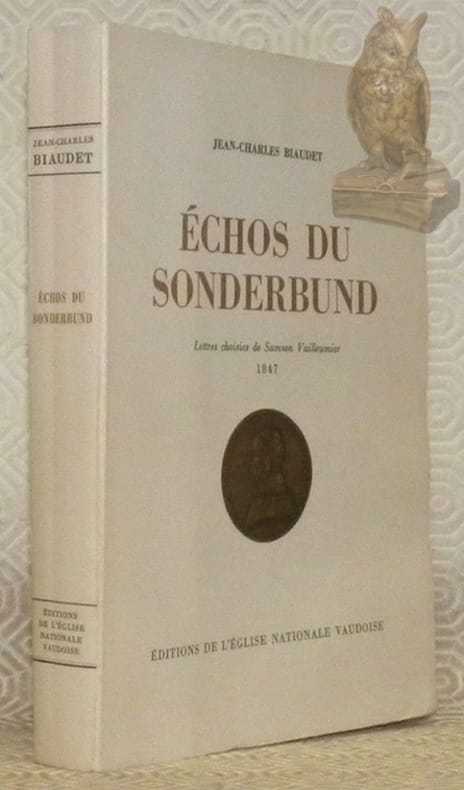 JEAN-CHARLES
BIAUDET
ÉCHOS DU
SONDERBUND
ÉDITIONS
DE L'ÉGLISE
NATIONALE
VAUDOISE
JEAN-CHARLES BIAUDET
ÉCHOS DU
SONDERBUND
Lettres choisies de Samson Vuilleumier
1847
ÉDITIONS DE L'ÉGLISE NATIONALE VAUDOISE